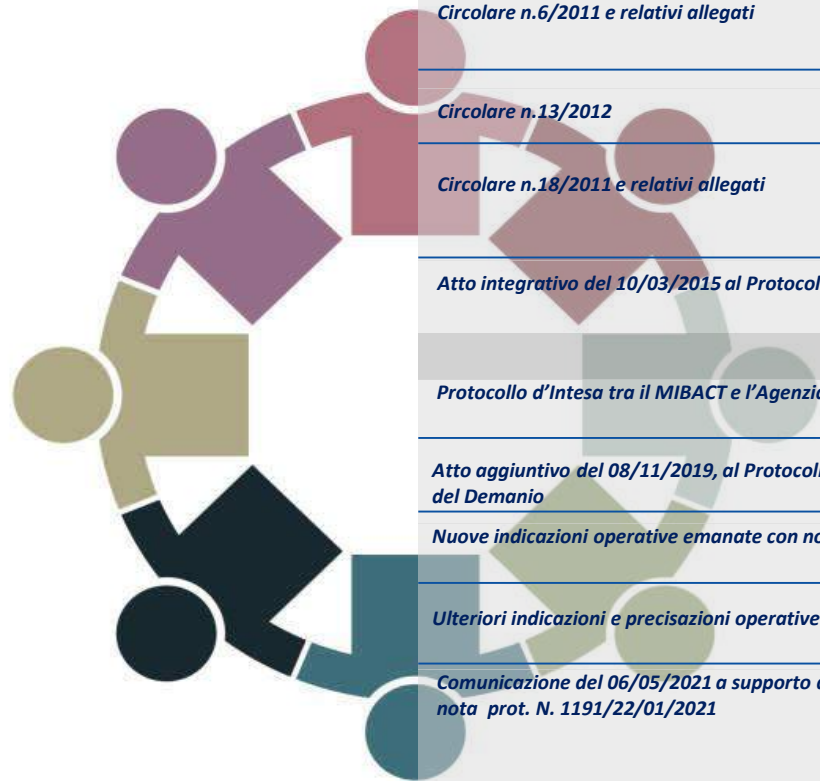 Circolare n.6/2011 e relativi allegati
Circolare n.13/2012
Circolare n.18/2011 e relativi allegati
Atto integrativo del 10/03/2015 al Protocol
Protocollo d'Intesa tra il MIBACT e l'Agenzia
Atto aggiuntivo del 08/11/2019, al Protocoll
del Demanio
Nuove indicazioni operative emanate con no
Ulteriori indicazioni e precisazioni operative
Comunicazione del 06/05/2021 a supporto d
nota prot. N. 1191/22/01/2021